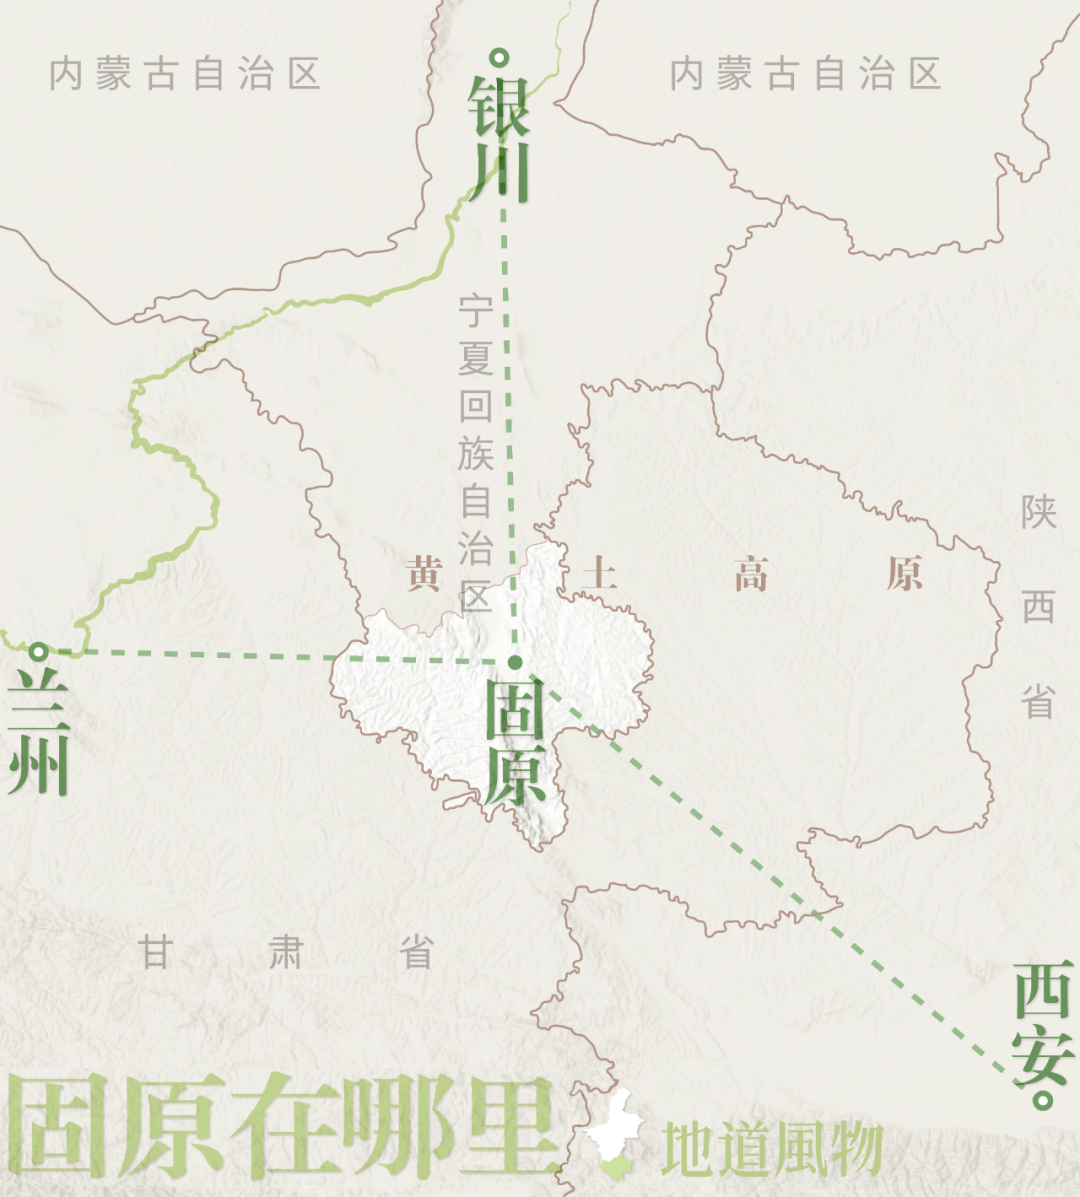 内蒙古自治区
内蒙古自治区
银川
宁夏回族自治区
陕西省
黄土高原
兰州
固原
甘肃省
西安
固原在哪里
地道風物